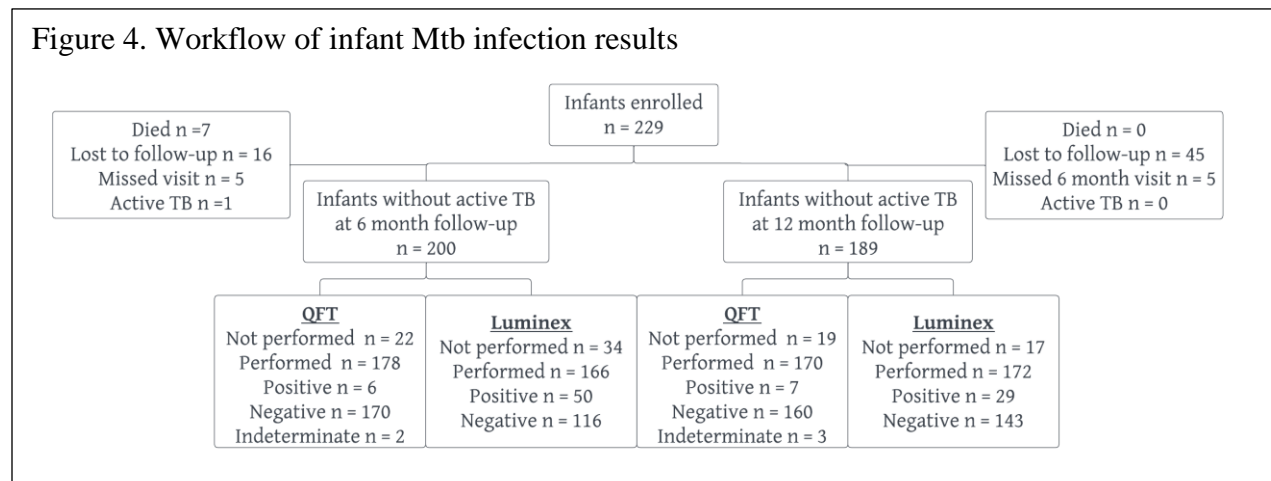 Figure 4. Workflow of infant Mtb infection results
Infants enrolled
n = 229
Died n =7
Lost to follow-up n = 16
Missed visit n = 5
Active TB n =1
Died n = 0
Lost to follow-up n = 45
Missed 6 month visit n = 5
Active TB n = 0
Infants without active TB
at 6 month follow-up
n = 200
Infants without active TB
at 12 month follow-up
n = 189
QFT
Not performed n = 22
Performed n = 178
Positive n = 6
Negative n = 170
Indeterminate n = 2
Luminex
Not performed n = 34
Performed n = 166
Positive n = 50
Negative n = 116
QFT
Not performed n = 19
Performed n = 170
Positive n = 7
Negative n = 160
Indeterminate n = 3
Luminex
Not performed n = 17
Performed n = 172
Positive n = 29
Negative n = 143